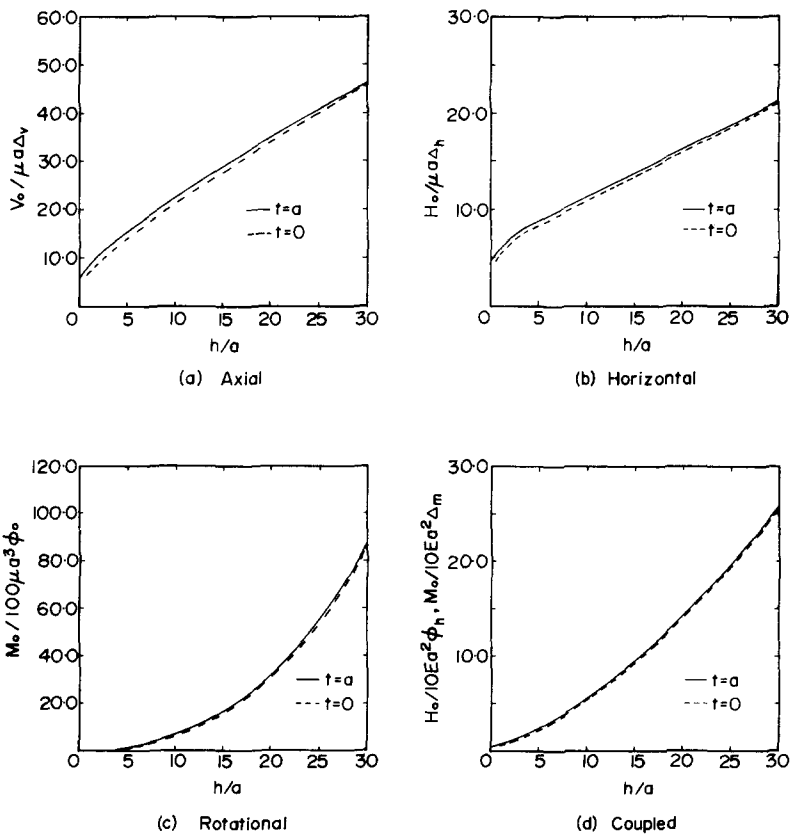 60·0
50·0
40·0
30·0
20·0
10·0
V₀/μaΔᵥ
t=a
t=0
0 5 10 15 20 25 30
h/a
(a) Axial
30·0
20·0
10·0
H₀/μaΔₕ
t=a
t=0
0 5 10 15 20 25 30
h/a
(b) Horizontal
120·0
100·0
80·0
60·0
40·0
20·0
M₀/100μa³ϕ₀
t=a
t=0
0 5 10 15 20 25 30
h/a
(c) Rotational
30·0
20·0
10·0
H₀/10Ea²ϕₕ, M₀/10Ea²Δₘ
t=a
t=0
0 5 10 15 20 25 30
h/a
(d) Coupled